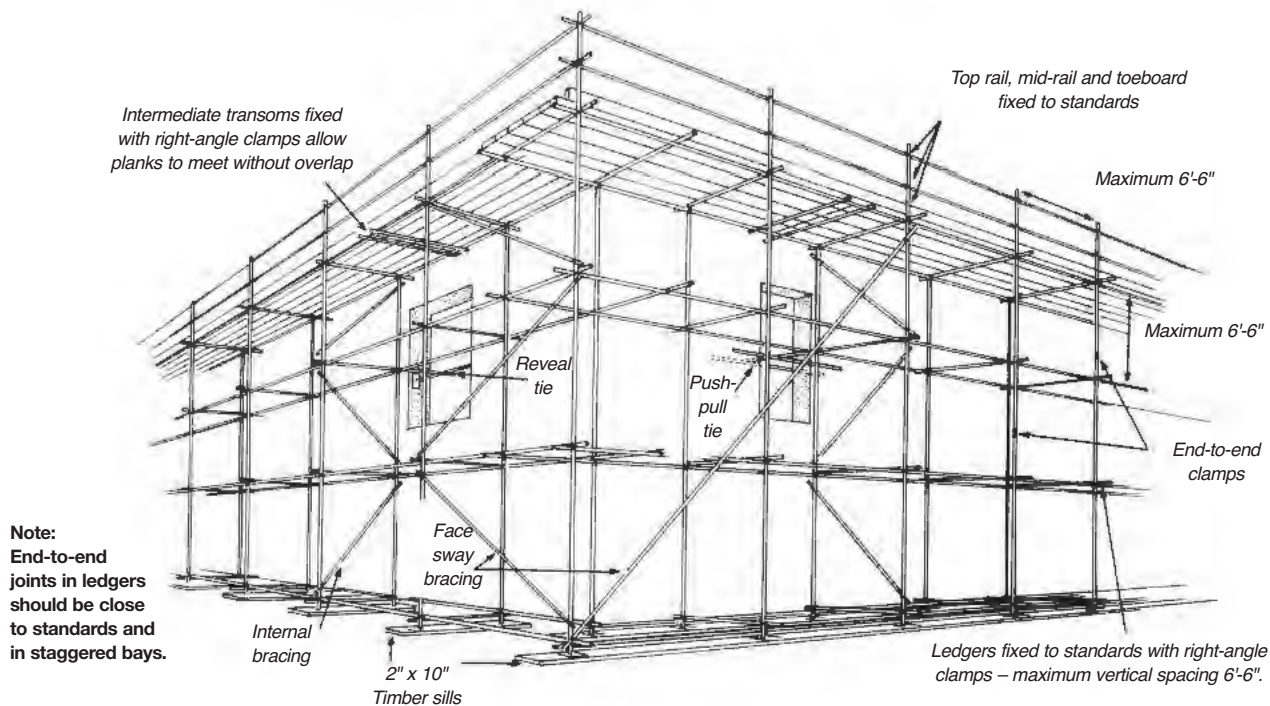 Top rail, mid-rail and toeboard
fixed to standards
Intermediate transoms fixed
with right-angle clamps allow
planks to meet without overlap
Maximum 6'-6"
Maximum 6'-6"
Reveal
tie
Push-
pull
tie
End-to-end
clamps
Note:
End-to-end
joints in ledgers
should be close
to standards and
in staggered bays.
Face
sway
bracing
Internal
bracing
2" x 10"
Timber sills
Ledgers fixed to standards with right-angle
clamps – maximum vertical spacing 6'-6".